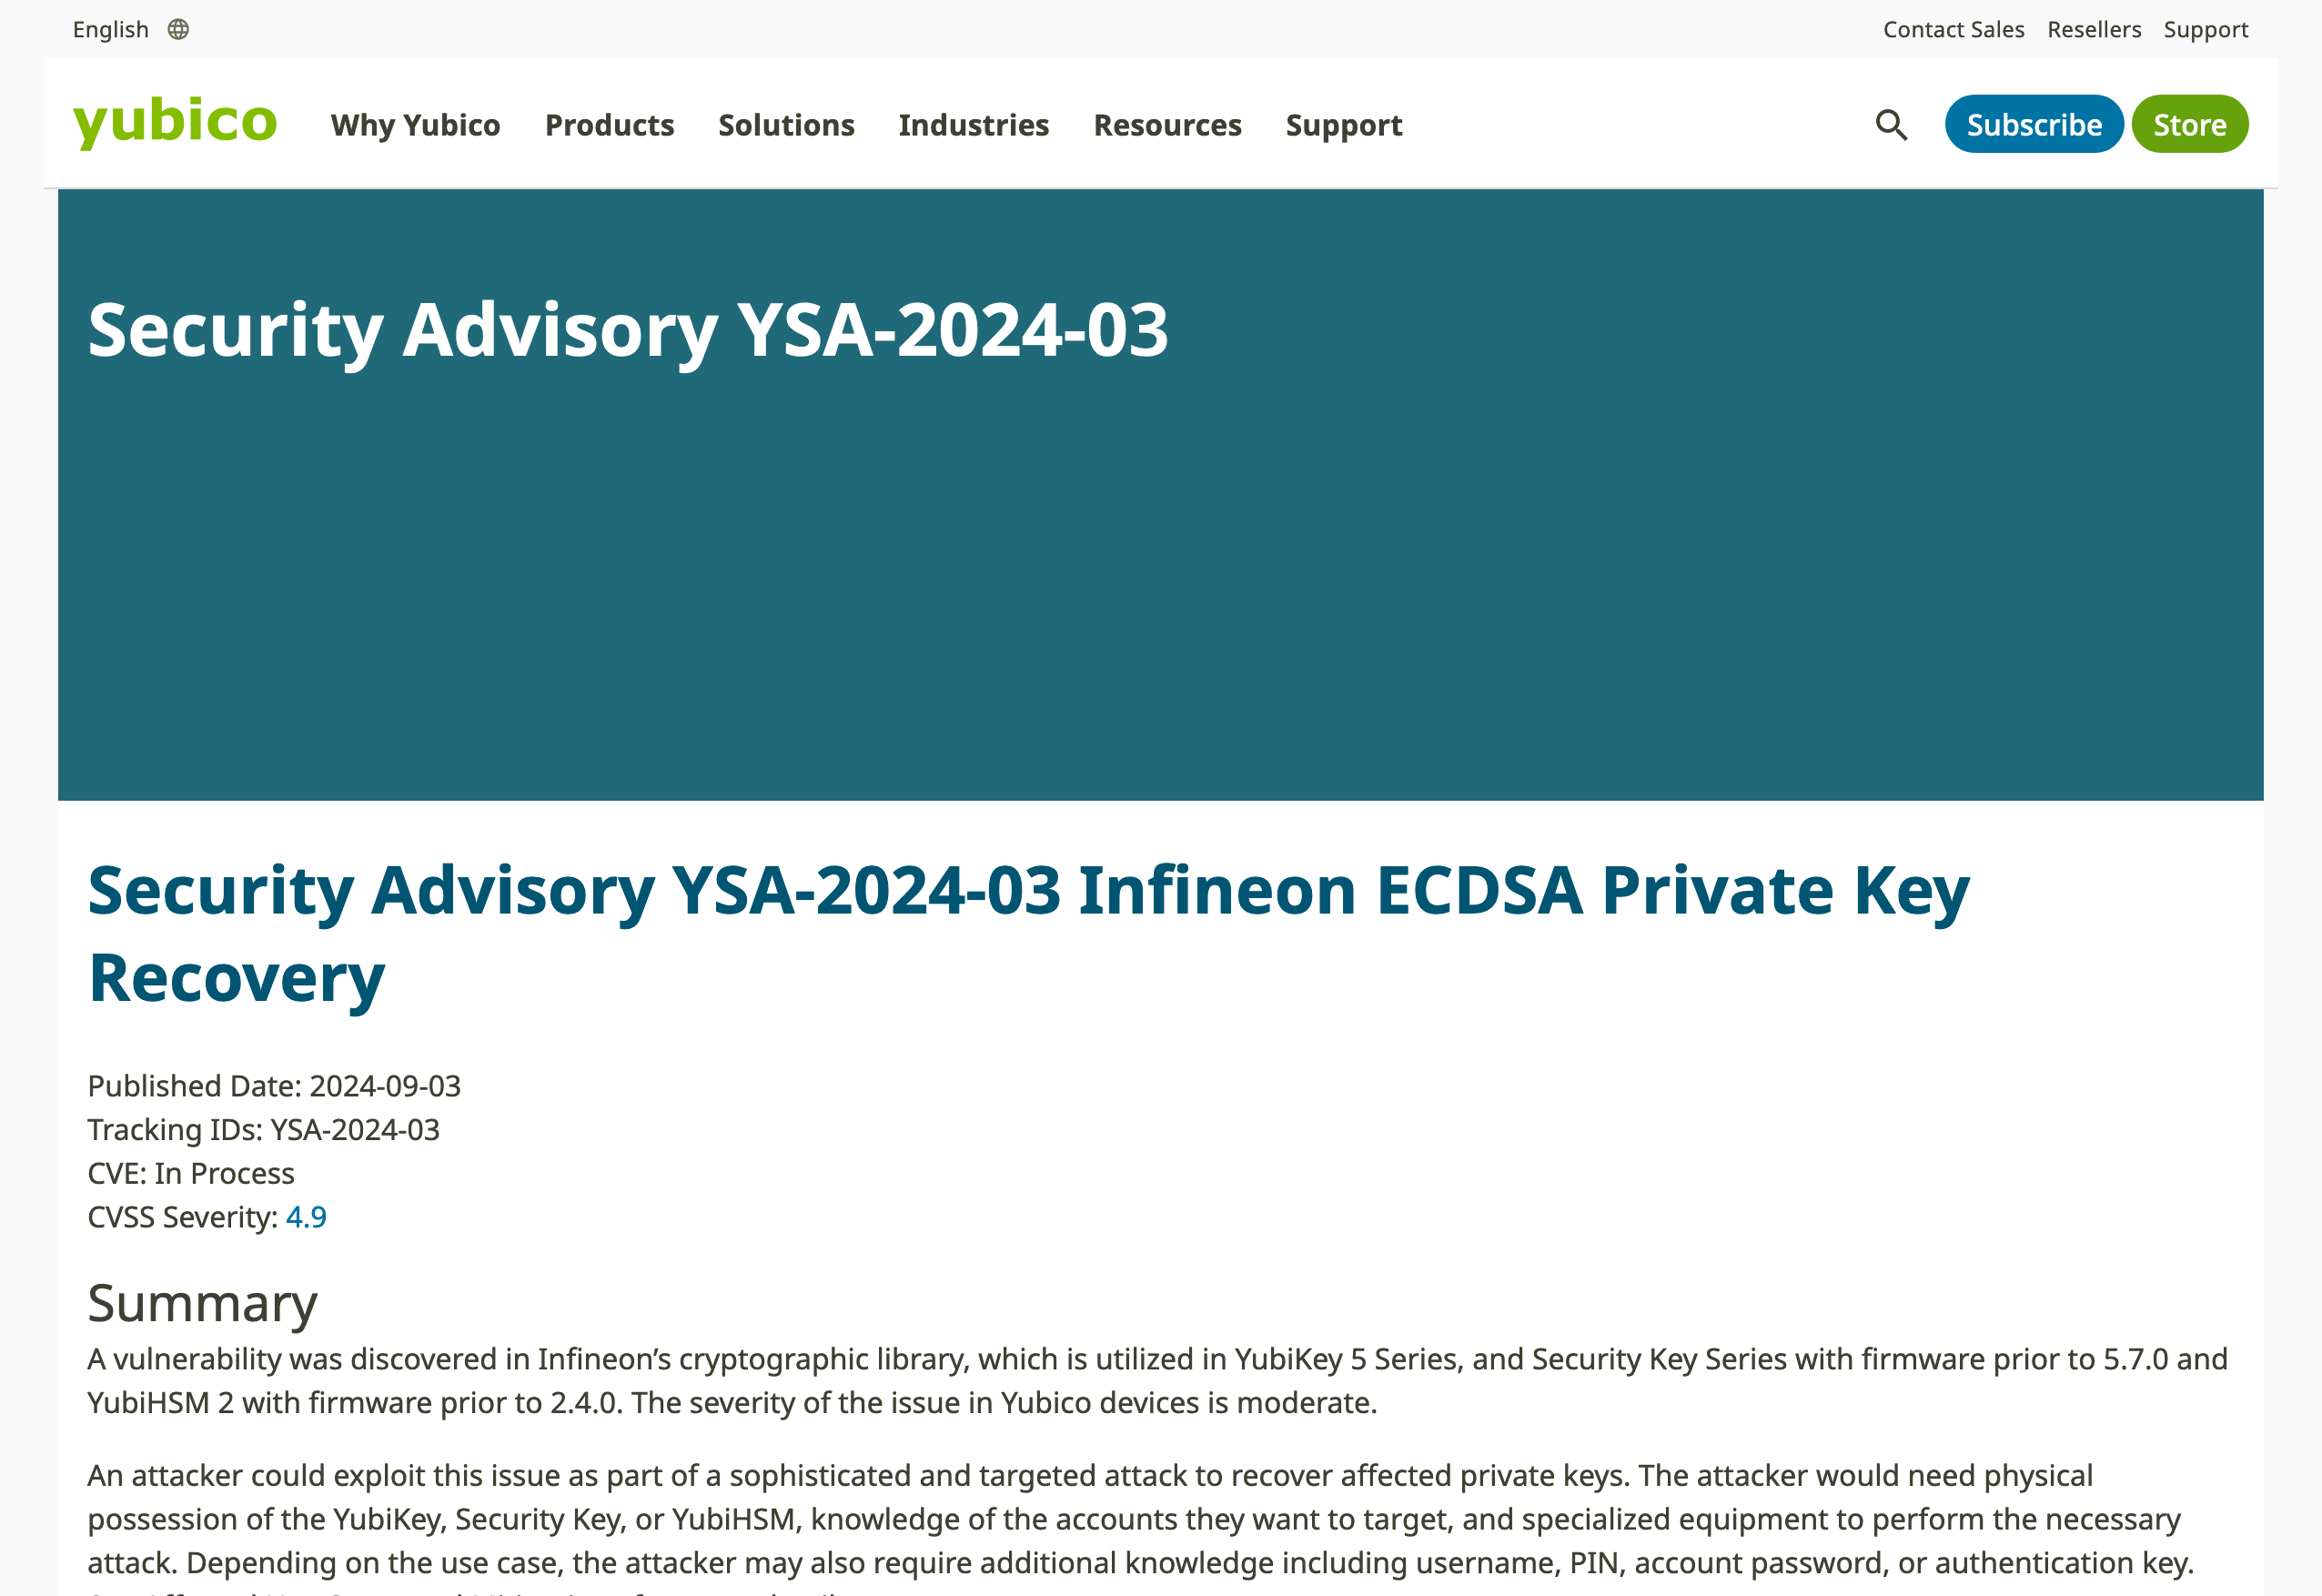 English
Contact Sales Resellers Support
yubico Why Yubico Products Solutions Industries Resources Support Subscribe Store
Security Advisory YSA-2024-03
Security Advisory YSA-2024-03 Infineon ECDSA Private Key
Recovery
Published Date: 2024-09-03
Tracking IDs: YSA-2024-03
CVE: In Process
CVSS Severity: 4.9
Summary
A vulnerability was discovered in Infineon’s cryptographic library, which is utilized in YubiKey 5 Series, and Security Key Series with firmware prior to 5.7.0 and
YubiHSM 2 with firmware prior to 2.4.0. The severity of the issue in Yubico devices is moderate.
An attacker could exploit this issue as part of a sophisticated and targeted attack to recover affected private keys. The attacker would need physical
possession of the YubiKey, Security Key, or YubiHSM, knowledge of the accounts they want to target, and specialized equipment to perform the necessary
attack. Depending on the use case, the attacker may also require additional knowledge including username, PIN, account password, or authentication key.